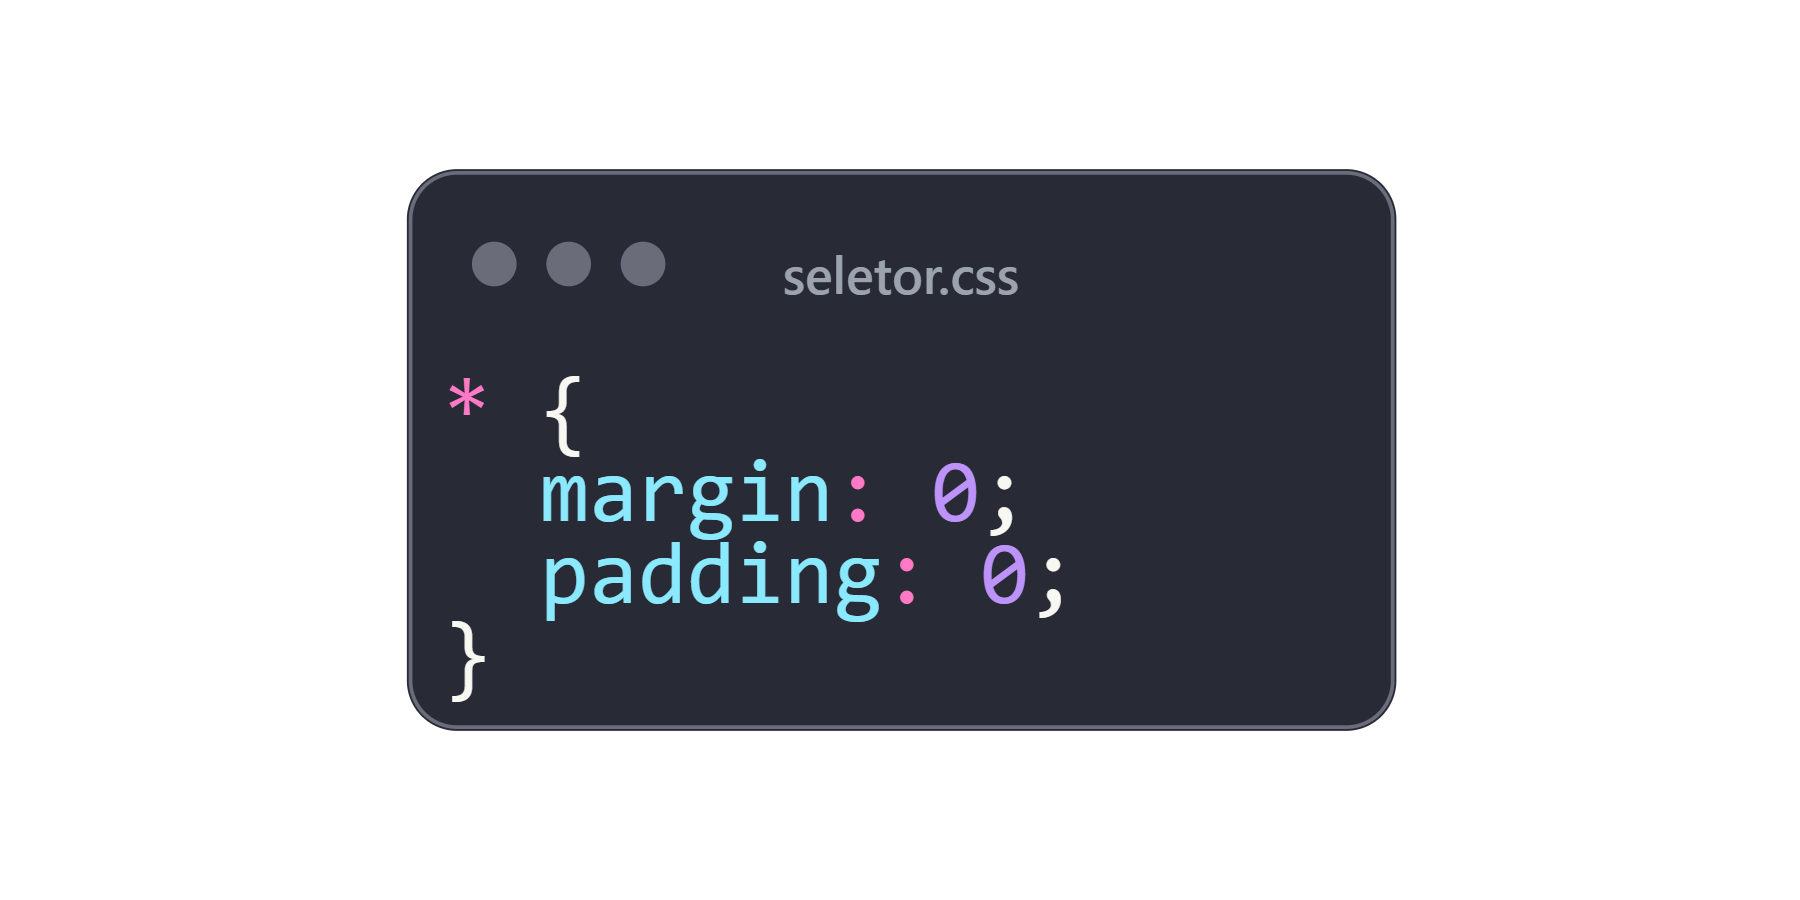 seletor.css
* {
  margin: 0;
  padding: 0;
}